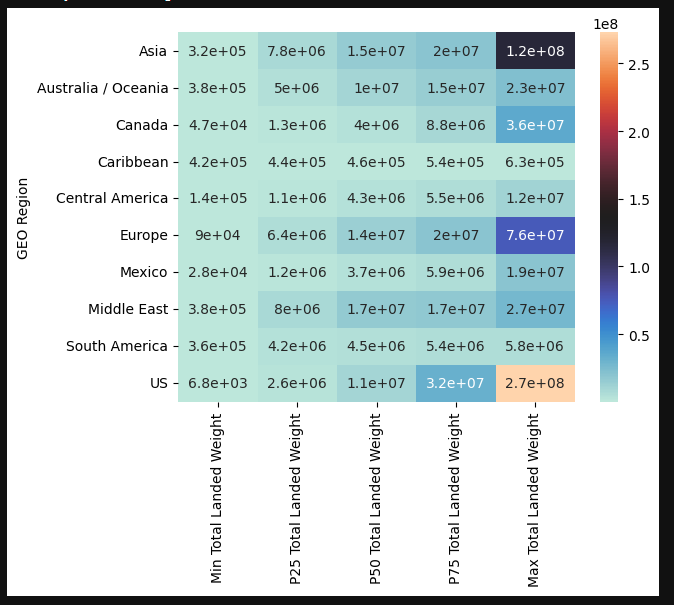 1e8
Asia 3.2e+05 7.8e+06 1.5e+07 2e+07 1.2e+08
2.5
Australia / Oceania 3.8e+05 5e+06 1e+07 1.5e+07 2.3e+07
2.0
Canada 4.7e+04 1.3e+06 4e+06 8.8e+06 3.6e+07
Caribbean 4.2e+05 4.4e+05 4.6e+05 5.4e+05 6.3e+05
1.5
Central America 1.4e+05 1.1e+06 4.3e+06 5.5e+06 1.2e+07
GEO Region
Europe 9e+04 6.4e+06 1.4e+07 2e+07 7.6e+07
1.0
Mexico 2.8e+04 1.2e+06 3.7e+06 5.9e+06 1.9e+07
Middle East 3.8e+05 8e+06 1.7e+07 1.7e+07 2.7e+07
0.5
South America 3.6e+05 4.2e+06 4.5e+06 5.4e+06 5.8e+06
US 6.8e+03 2.6e+06 1.1e+07 3.2e+07 2.7e+08
Min Total Landed Weight
P25 Total Landed Weight
P50 Total Landed Weight
P75 Total Landed Weight
Max Total Landed Weight